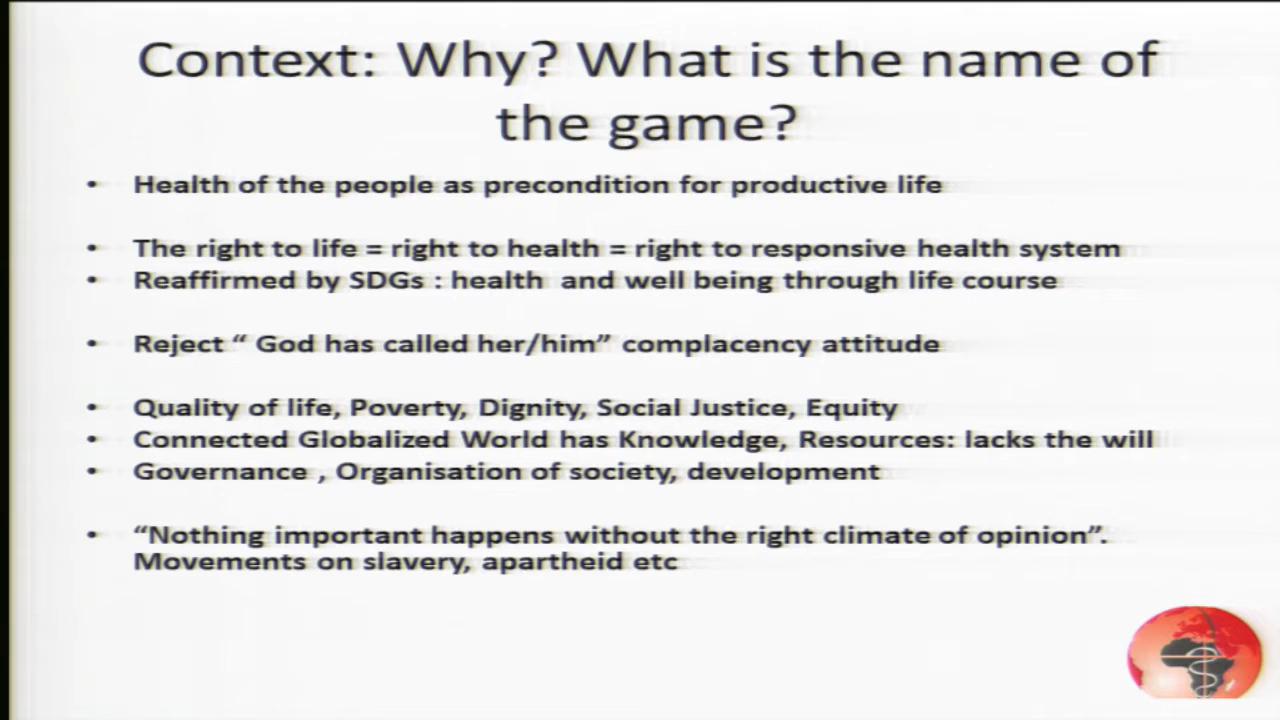 Context: Why? What is the name of
the game?
• Health of the people as precondition for productive life
• The right to life = right to health = right to responsive health system
• Reaffirmed by SDGs : health  and well being through life course
• Reject “ God has called her/him” complacency attitude
• Quality of life, Poverty, Dignity, Social Justice, Equity
• Connected Globalized World has Knowledge, Resources: lacks the will
• Governance , Organisation of society, development
• “Nothing important happens without the right climate of opinion”.
Movements on slavery, apartheid etc